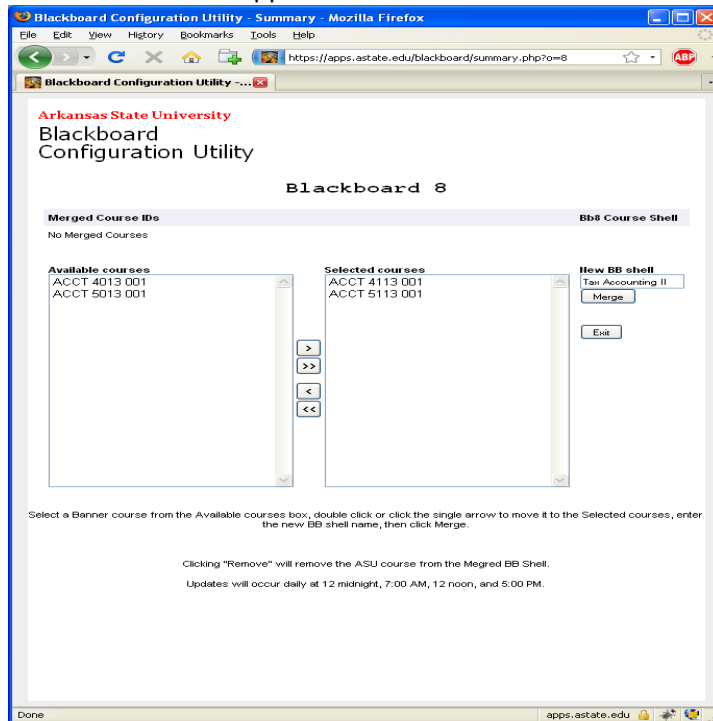 Blackboard Configuration Utility - Summary - Mozilla Firefox
File Edit View History Bookmarks Tools Help
https://apps.astate.edu/blackboard/summary.php?o=8
ABP
Blackboard Configuration Utility -...
Arkansas State University
Blackboard
Configuration Utility
Blackboard 8
Merged Course IDs Bb8 Course Shell
No Merged Courses
Available courses Selected courses New BB shell
ACCT 4013 001 ACCT 4113 001 Tax Accounting II
ACCT 5013 001 ACCT 5113 001 Merge
Exit
>
>>
<
<<
Select a Banner course from the Available courses box, double click or click the single arrow to move it to the Selected courses, enter
the new BB shell name, then click Merge.
Clicking "Remove" will remove the ASU course from the Megred BB Shell.
Updates will occur daily at 12 midnight, 7:00 AM, 12 noon, and 5:00 PM.
Done apps.astate.edu